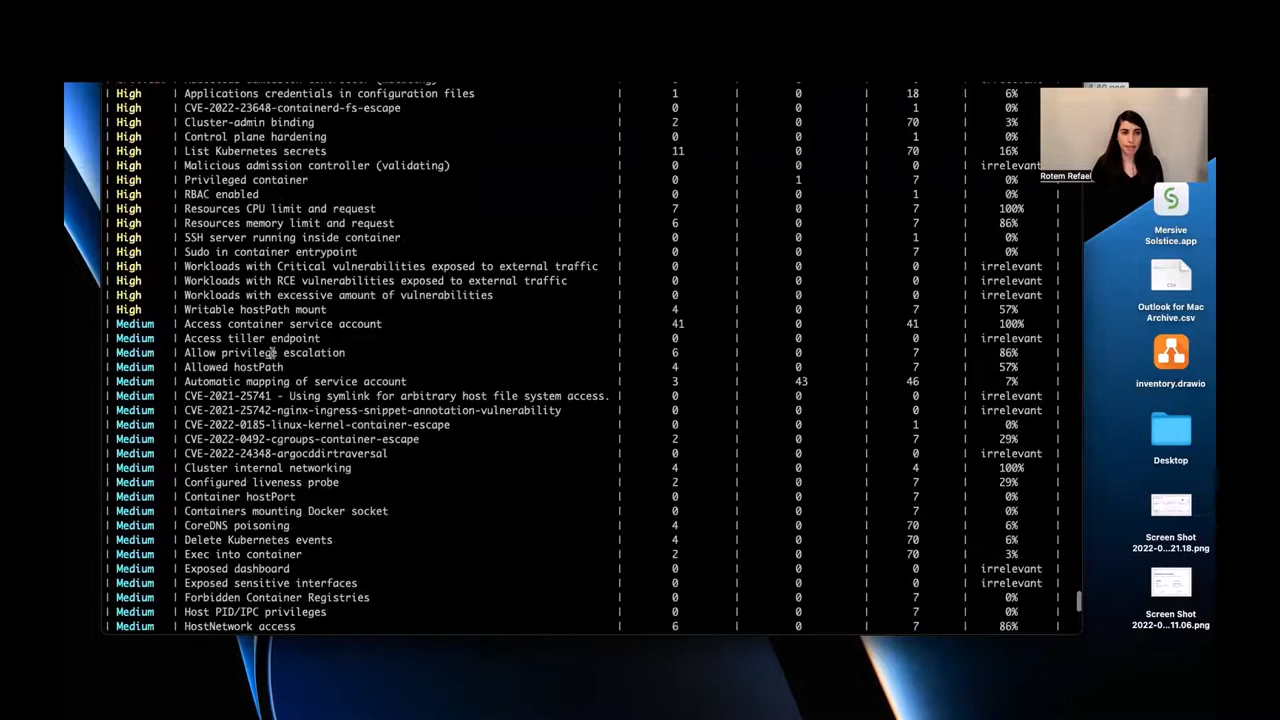 | High | Applications credentials in configuration files | 1 | 0 | 18 | 6% |
| High | CVE-2022-23648-containerd-fs-escape | 0 | 0 | 1 | 0% |
| High | Cluster-admin binding | 2 | 0 | 70 | 3% |
| High | Control plane hardening | 0 | 0 | 1 | 0% |
| High | List Kubernetes secrets | 11 | 0 | 70 | 16% |
| High | Malicious admission controller (validating) | 0 | 0 | 0 | irrelevant
| High | Privileged container | 0 | 1 | 7 | 0% |
| High | RBAC enabled | 0 | 0 | 1 | 0% |
| High | Resources CPU limit and request | 7 | 0 | 7 | 100% |
| High | Resources memory limit and request | 6 | 0 | 7 | 86% |
| High | SSH server running inside container | 0 | 0 | 1 | 0% |
| High | Sudo in container entrypoint | 0 | 0 | 7 | 0% |
| High | Workloads with Critical vulnerabilities exposed to external traffic | 0 | 0 | 0 | irrelevant |
| High | Workloads with RCE vulnerabilities exposed to external traffic | 0 | 0 | 0 | irrelevant |
| High | Workloads with excessive amount of vulnerabilities | 0 | 0 | 0 | irrelevant |
| High | Writable hostPath mount | 4 | 0 | 7 | 57% |
| Medium | Access container service account | 41 | 0 | 41 | 100% |
| Medium | Access tiller endpoint | 0 | 0 | 0 | irrelevant |
| Medium | Allow privilege escalation | 6 | 0 | 7 | 86% |
| Medium | Allowed hostPath | 4 | 0 | 7 | 57% |
| Medium | Automatic mapping of service account | 3 | 43 | 46 | 7% |
| Medium | CVE-2021-25741 - Using symlink for arbitrary host file system access. | 0 | 0 | 0 | irrelevant |
| Medium | CVE-2021-25742-nginx-ingress-snippet-annotation-vulnerability | 0 | 0 | 0 | irrelevant |
| Medium | CVE-2022-0185-linux-kernel-container-escape | 0 | 0 | 1 | 0% |
| Medium | CVE-2022-0492-cgroups-container-escape | 2 | 0 | 7 | 29% |
| Medium | CVE-2022-24348-argocddirtraversal | 0 | 0 | 0 | irrelevant |
| Medium | Cluster internal networking | 4 | 0 | 4 | 100% |
| Medium | Configured liveness probe | 2 | 0 | 7 | 29% |
| Medium | Container hostPort | 0 | 0 | 7 | 0% |
| Medium | Containers mounting Docker socket | 0 | 0 | 7 | 0% |
| Medium | CoreDNS poisoning | 4 | 0 | 70 | 6% |
| Medium | Delete Kubernetes events | 4 | 0 | 70 | 6% |
| Medium | Exec into container | 2 | 0 | 70 | 3% |
| Medium | Exposed dashboard | 0 | 0 | 0 | irrelevant |
| Medium | Exposed sensitive interfaces | 0 | 0 | 0 | irrelevant |
| Medium | Forbidden Container Registries | 0 | 0 | 7 | 0% |
| Medium | Host PID/IPC privileges | 0 | 0 | 7 | 0% |
| Medium | HostNetwork access | 6 | 0 | 7 | 86% |
Rotem Refael
Mersive
Solstice.app
CSV
Outlook for Mac
Archive.csv
inventory.drawio
Desktop
Screen Shot
2022-0...21.18.png
Screen Shot
2022-0...11.06.png